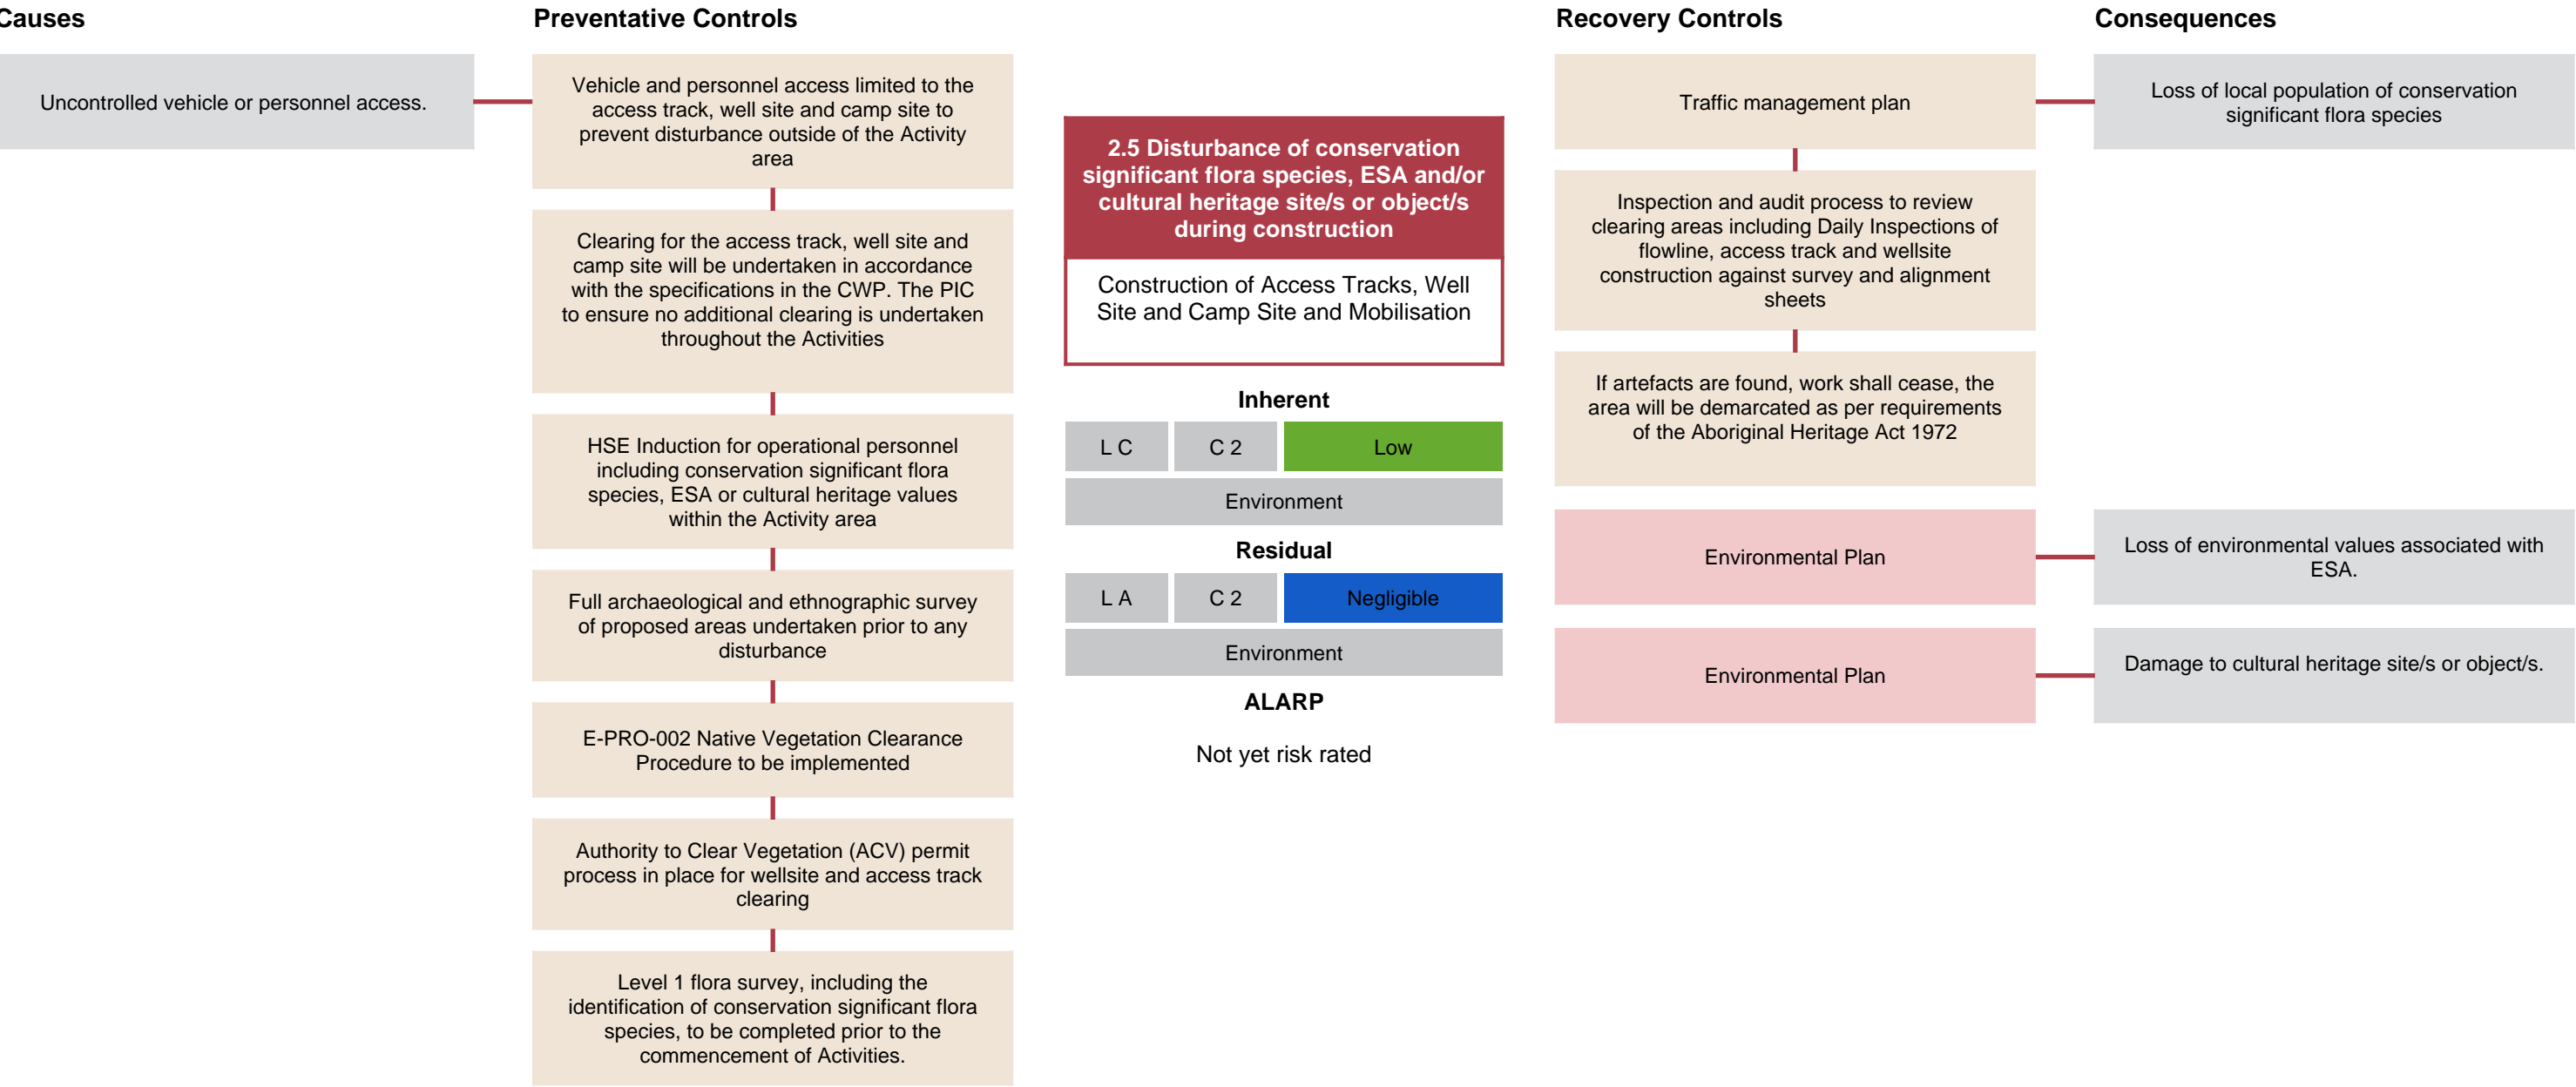 Causes
Preventative Controls
Recovery Controls
Consequences
Uncontrolled vehicle or personnel access.
Vehicle and personnel access limited to the
access track, well site and camp site to
prevent disturbance outside of the Activity
area
Clearing for the access track, well site and
camp site will be undertaken in accordance
with the specifications in the CWP. The PIC
to ensure no additional clearing is undertaken
throughout the Activities
HSE Induction for operational personnel
including conservation significant flora
species, ESA or cultural heritage values
within the Activity area
Full archaeological and ethnographic survey
of proposed areas undertaken prior to any
disturbance
E-PRO-002 Native Vegetation Clearance
Procedure to be implemented
Authority to Clear Vegetation (ACV) permit
process in place for wellsite and access track
clearing
Level 1 flora survey, including the
identification of conservation significant flora
species, to be completed prior to the
commencement of Activities.
2.5 Disturbance of conservation
significant flora species, ESA and/or
cultural heritage site/s or object/s
during construction
Construction of Access Tracks, Well
Site and Camp Site and Mobilisation
Inherent
L C
C 2
Low
Environment
Residual
L A
C 2
Negligible
Environment
ALARP
Not yet risk rated
Traffic management plan
Inspection and audit process to review
clearing areas including Daily Inspections of
flowline, access track and wellsite
construction against survey and alignment
sheets
If artefacts are found, work shall cease, the
area will be demarcated as per requirements
of the Aboriginal Heritage Act 1972
Environmental Plan
Environmental Plan
Loss of local population of conservation
significant flora species
Loss of environmental values associated with
ESA.
Damage to cultural heritage site/s or object/s.